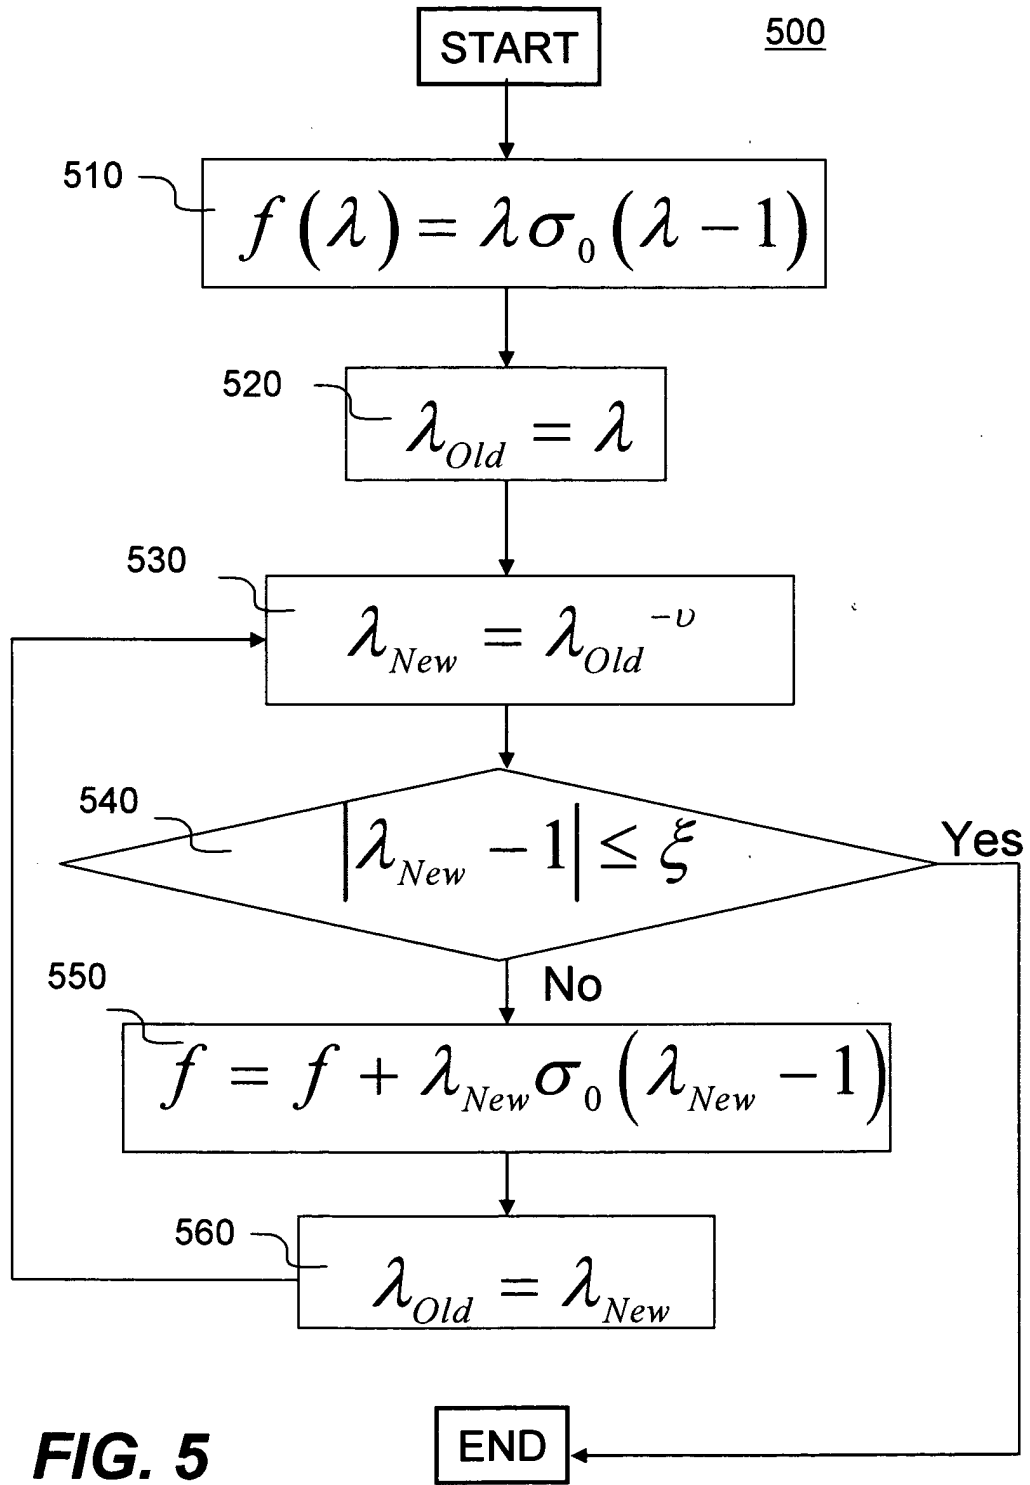 START
500
510
f(λ) = λσ₀(λ − 1)
520
λ_Old = λ
530
λ_New = λ_Old^−υ
540
|λ_New − 1| ≤ ξ
Yes
No
550
f = f + λ_New σ₀(λ_New − 1)
560
λ_Old = λ_New
END
FIG. 5